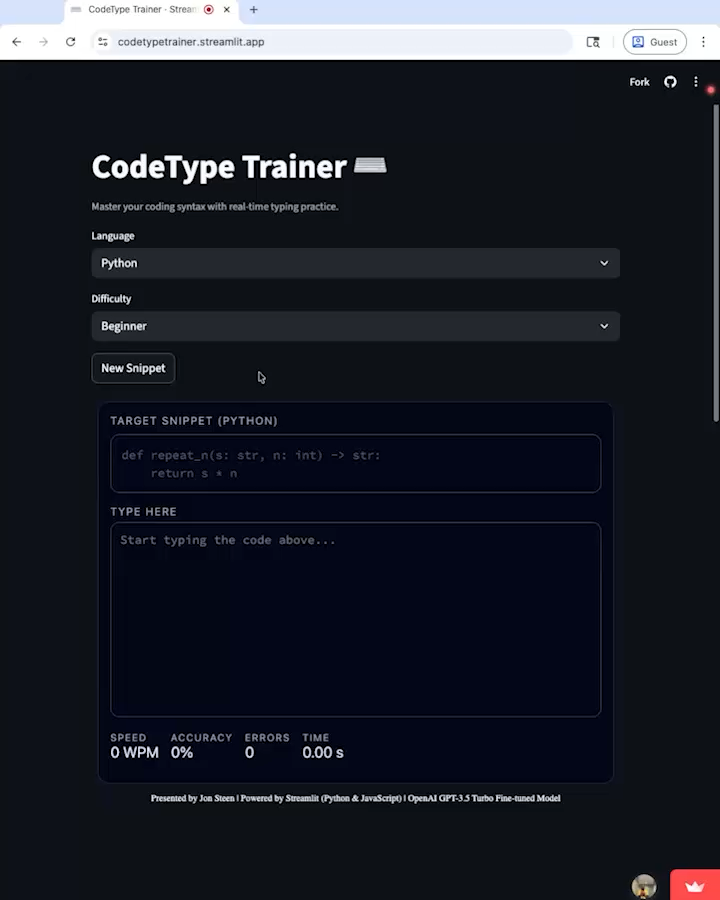 CodeType Trainer · Stream
codetypetrainer.streamlit.app
Guest
Fork
CodeType Trainer
Master your coding syntax with real-time typing practice.
Language
Python
Difficulty
Beginner
New Snippet
TARGET SNIPPET (PYTHON)
def repeat_n(s: str, n: int) -> str:
    return s * n
TYPE HERE
Start typing the code above...
SPEED ACCURACY ERRORS TIME
0 WPM 0% 0 0.00 s
Presented by Jon Steen | Powered by Streamlit (Python & JavaScript) | OpenAI GPT-3.5 Turbo Fine-tuned Model